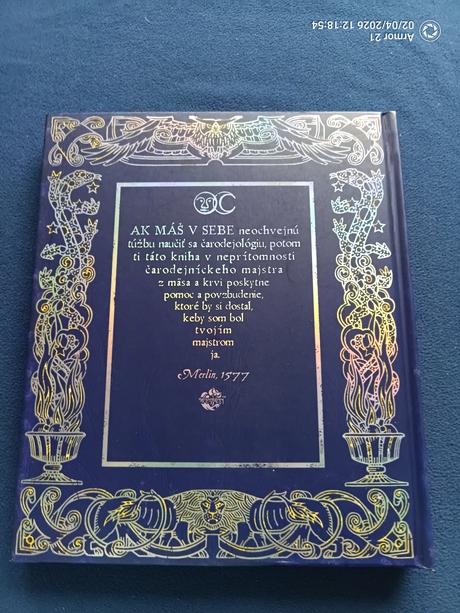 Armor 21
02/04/2026 12:18:54
AK MÁŠ V SEBE neochvejnú
túžbu naučiť sa čarodejológiu, potom
ti táto kniha v neprítomnosti
čarodejníckeho majstra
z mäsa a krvi poskytne
pomoc a povzbudenie,
ktoré by si dostal,
keby som bol
tvojím
majstrom
ja.
Merlin, 1577